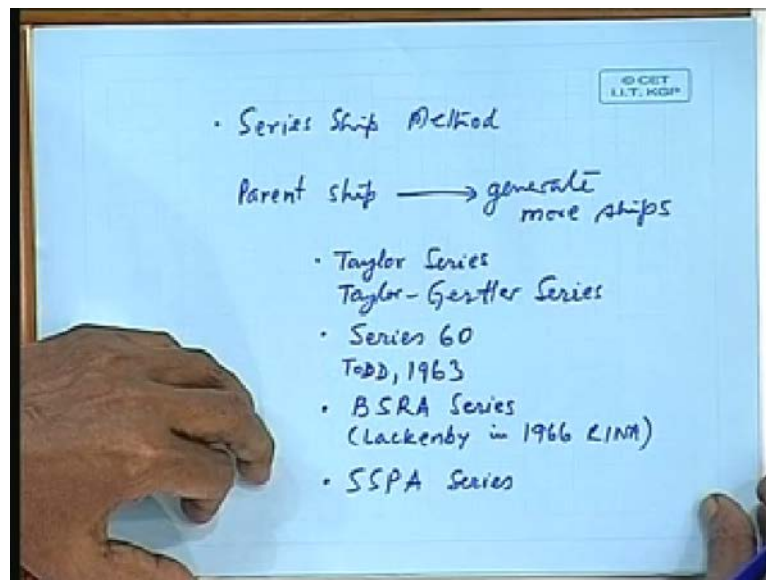 © CET
I.I.T. KGP
• Series Ship Method
Parent ship → generate
more ships
• Taylor Series
Taylor-Gertler Series
• Series 60
TODD, 1963
• BSRA Series
(Lackenby in 1966 RINA)
• SSPA Series